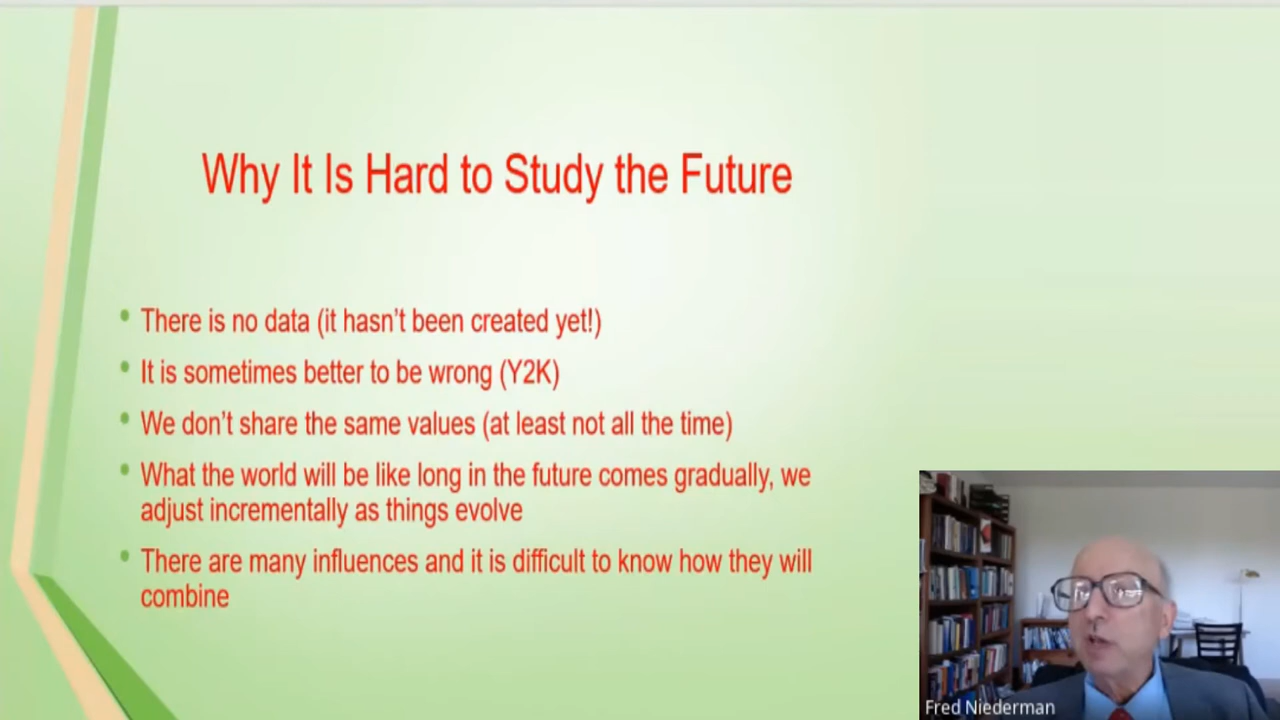 Why It Is Hard to Study the Future
• There is no data (it hasn't been created yet!)
• It is sometimes better to be wrong (Y2K)
• We don't share the same values (at least not all the time)
• What the world will be like long in the future comes gradually, we
adjust incrementally as things evolve
• There are many influences and it is difficult to know how they will
combine
Fred Niederman